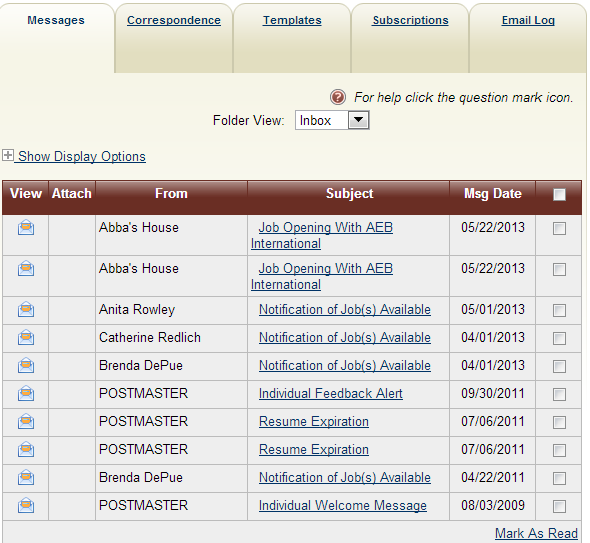 Messages Correspondence Templates Subscriptions Email Log
For help click the question mark icon.
Folder View: Inbox
Show Display Options
View Attach From Subject Msg Date
Abba's House Job Opening With AEB 05/22/2013
International
Abba's House Job Opening With AEB 05/22/2013
International
Anita Rowley Notification of Job(s) Available 05/01/2013
Catherine Redlich Notification of Job(s) Available 04/01/2013
Brenda DePue Notification of Job(s) Available 04/01/2013
POSTMASTER Individual Feedback Alert 09/30/2011
POSTMASTER Resume Expiration 07/06/2011
POSTMASTER Resume Expiration 07/06/2011
Brenda DePue Notification of Job(s) Available 04/22/2011
POSTMASTER Individual Welcome Message 08/03/2009
Mark As Read